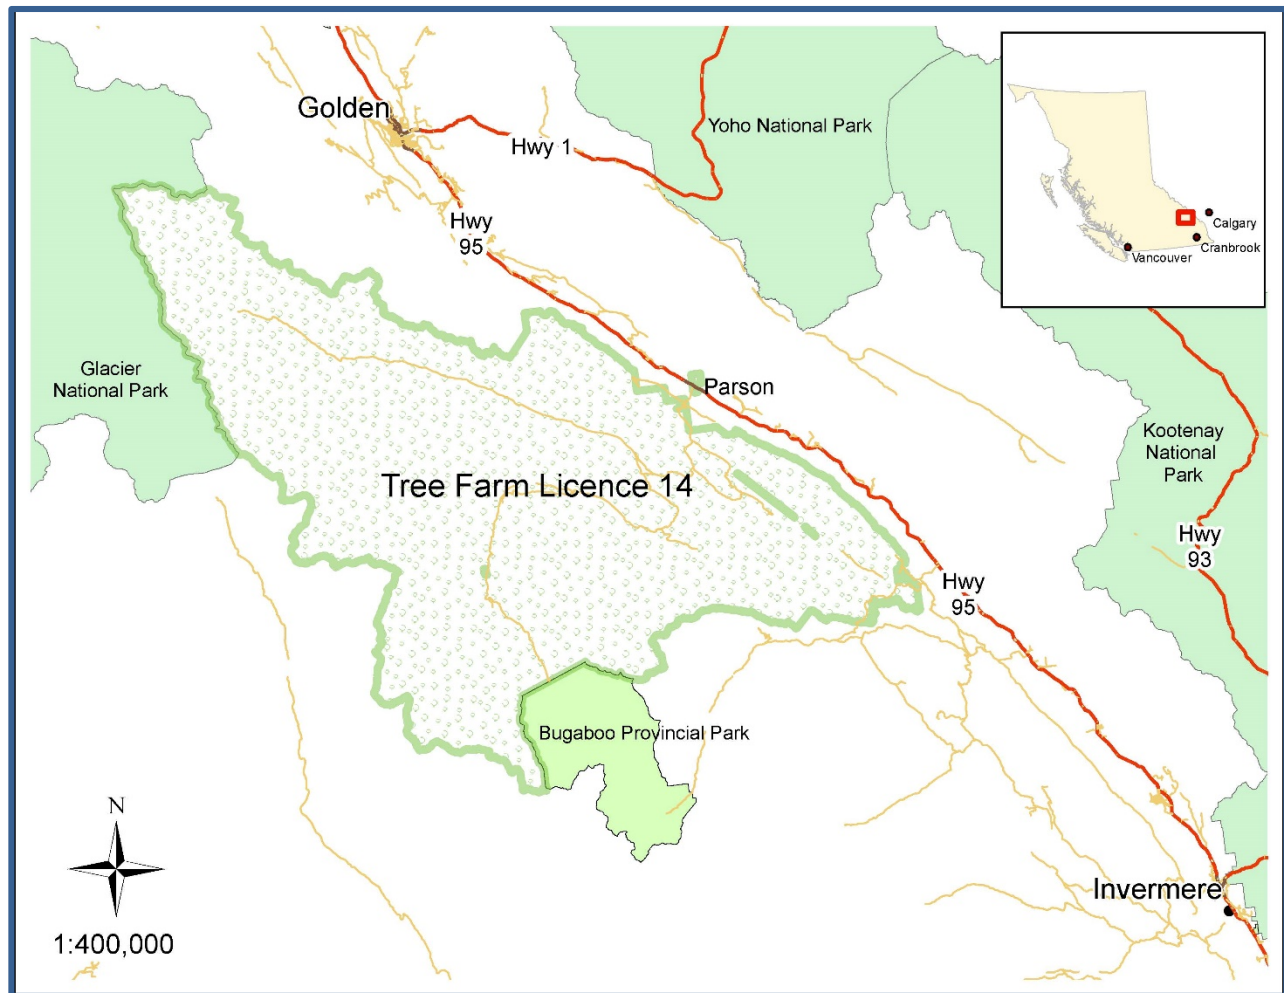 Golden
Hwy 1
Yoho National Park
Hwy
95
Calgary
Cranbrook
Vancouver
Glacier
National Park
Parson
Kootenay
National
Park
Tree Farm Licence 14
Hwy
93
Hwy
95
Bugaboo Provincial Park
N
Invermere
1:400,000